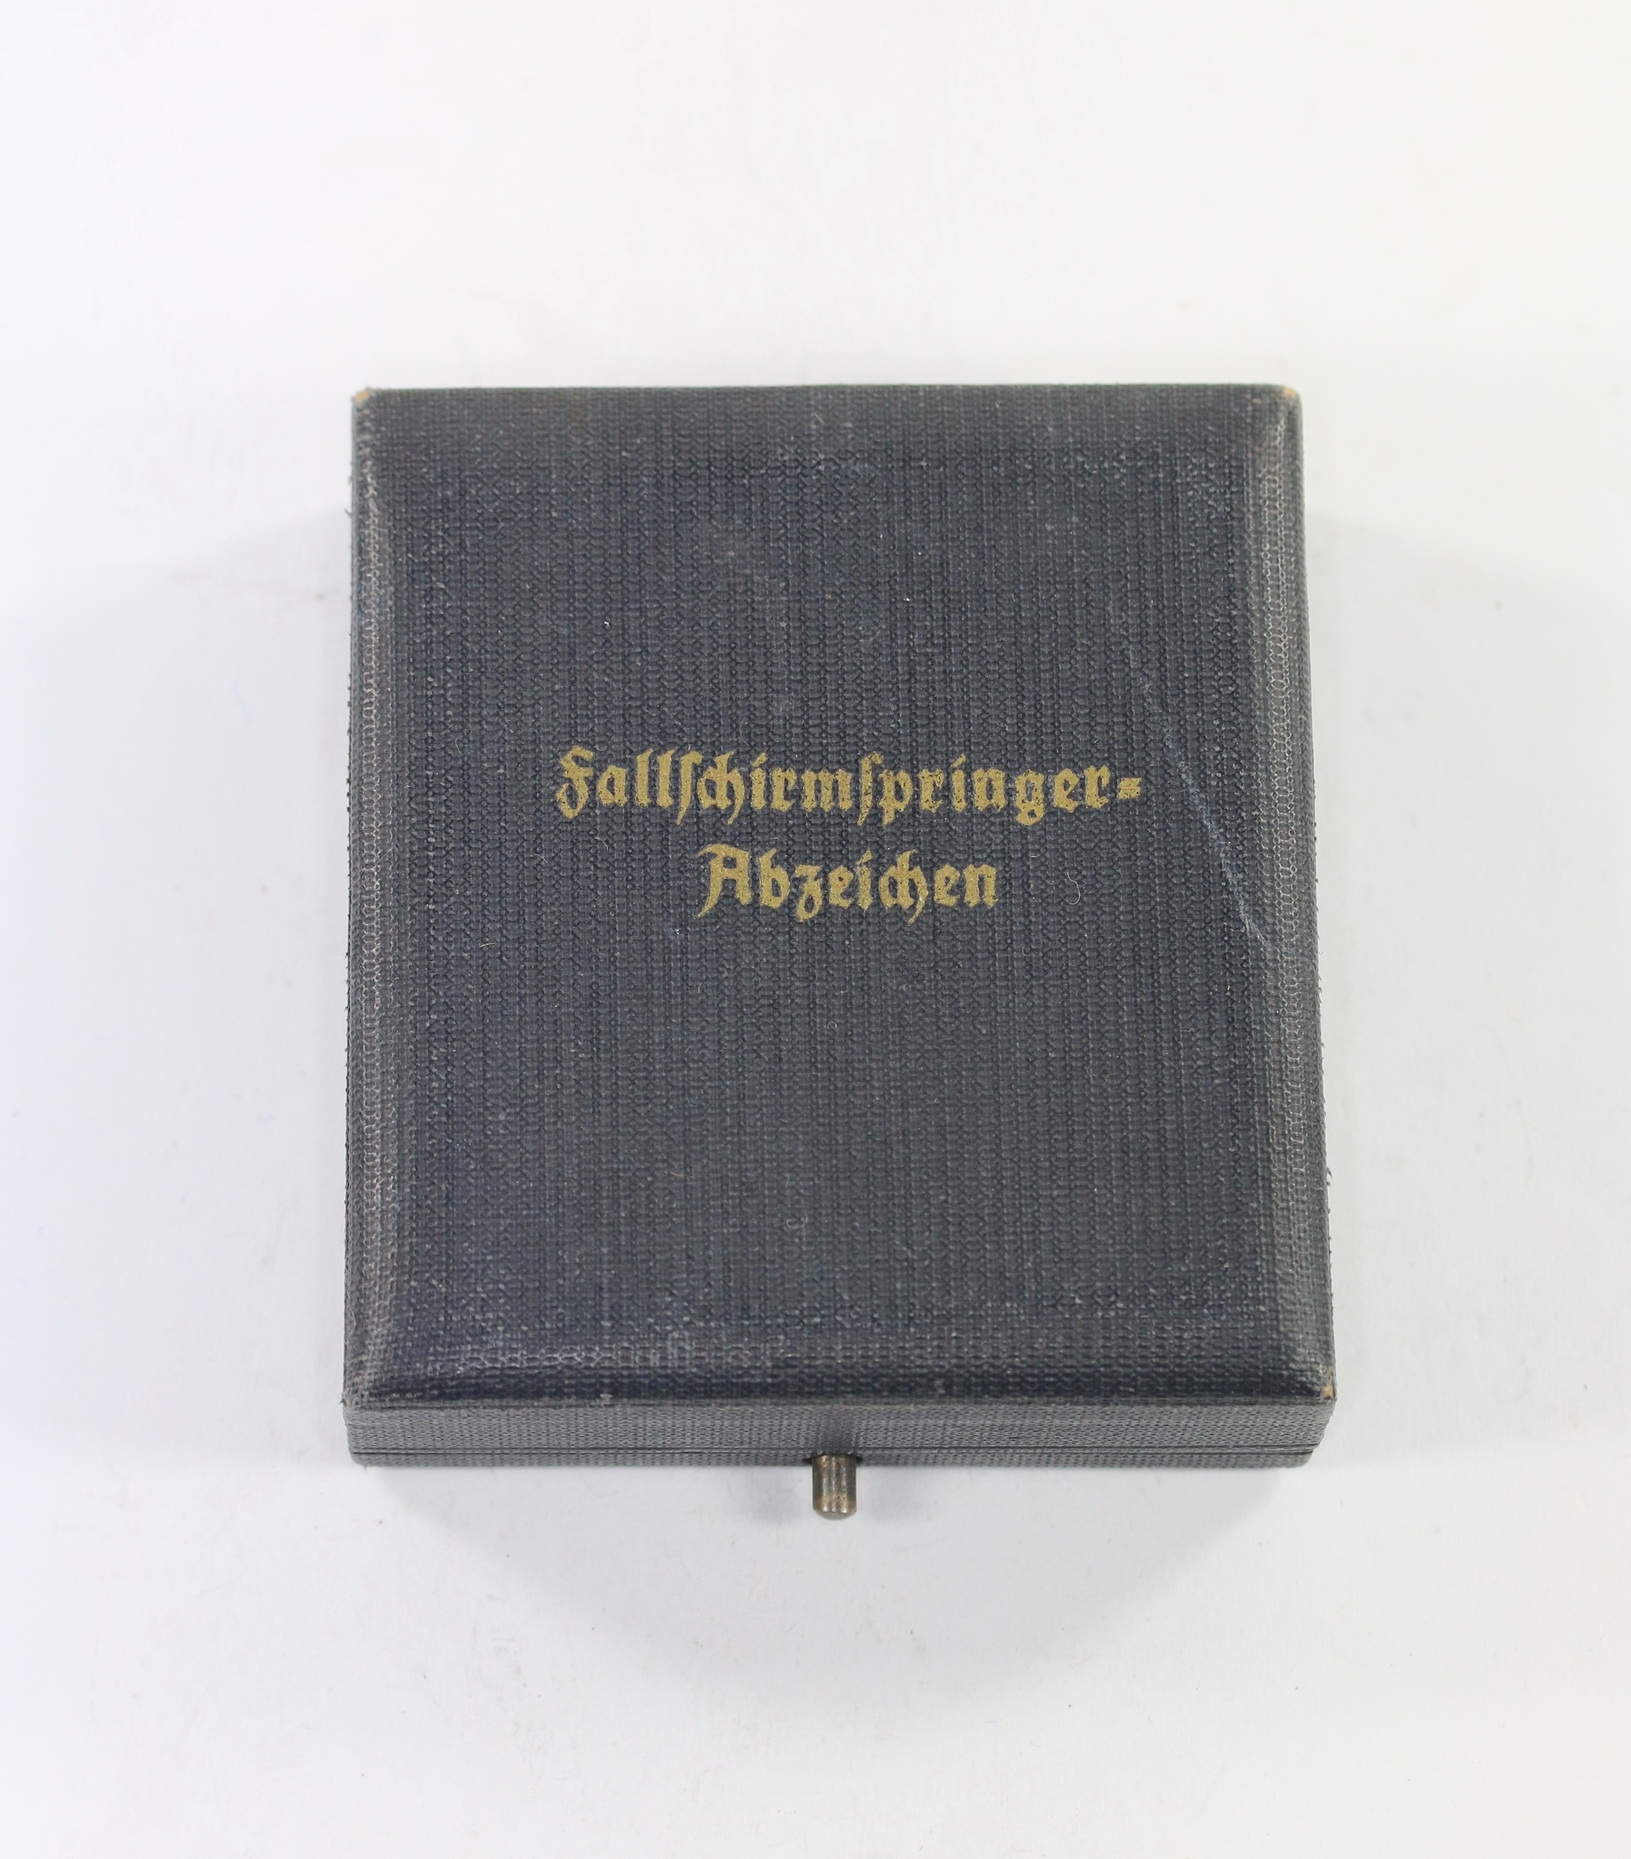 Fallſchirmſpringer=
Abzeichen